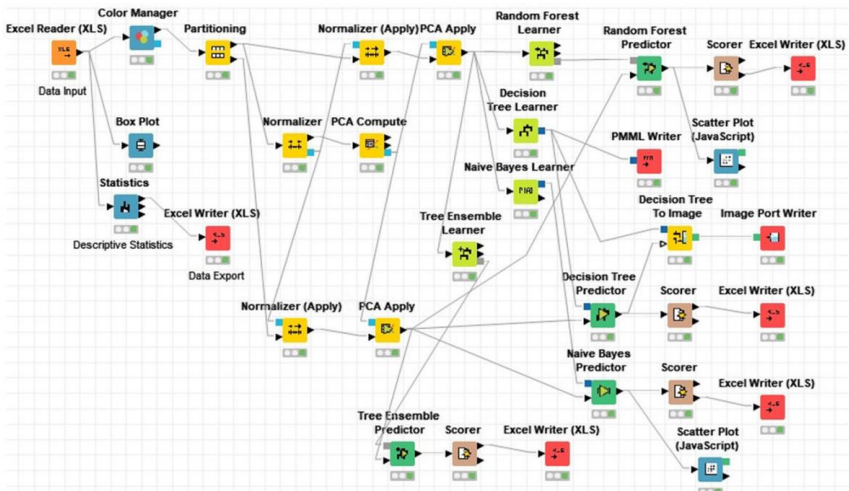 Excel Reader (XLS)
Data Input
Color Manager
Partitioning
Normalizer (Apply)
PCA Apply
Random Forest
Learner
Random Forest
Predictor
Scorer
Excel Writer (XLS)
Box Plot
Normalizer
PCA Compute
Decision
Tree Learner
PMML Writer
Scatter Plot
(JavaScript)
Statistics
Descriptive Statistics
Excel Writer (XLS)
Data Export
Naive Bayes Learner
Tree Ensemble
Learner
Decision Tree
To Image
Image Port Writer
Normalizer (Apply)
PCA Apply
Decision Tree
Predictor
Scorer
Excel Writer (XLS)
Naive Bayes
Predictor
Scorer
Excel Writer (XLS)
Tree Ensemble
Predictor
Scorer
Excel Writer (XLS)
Scatter Plot
(JavaScript)